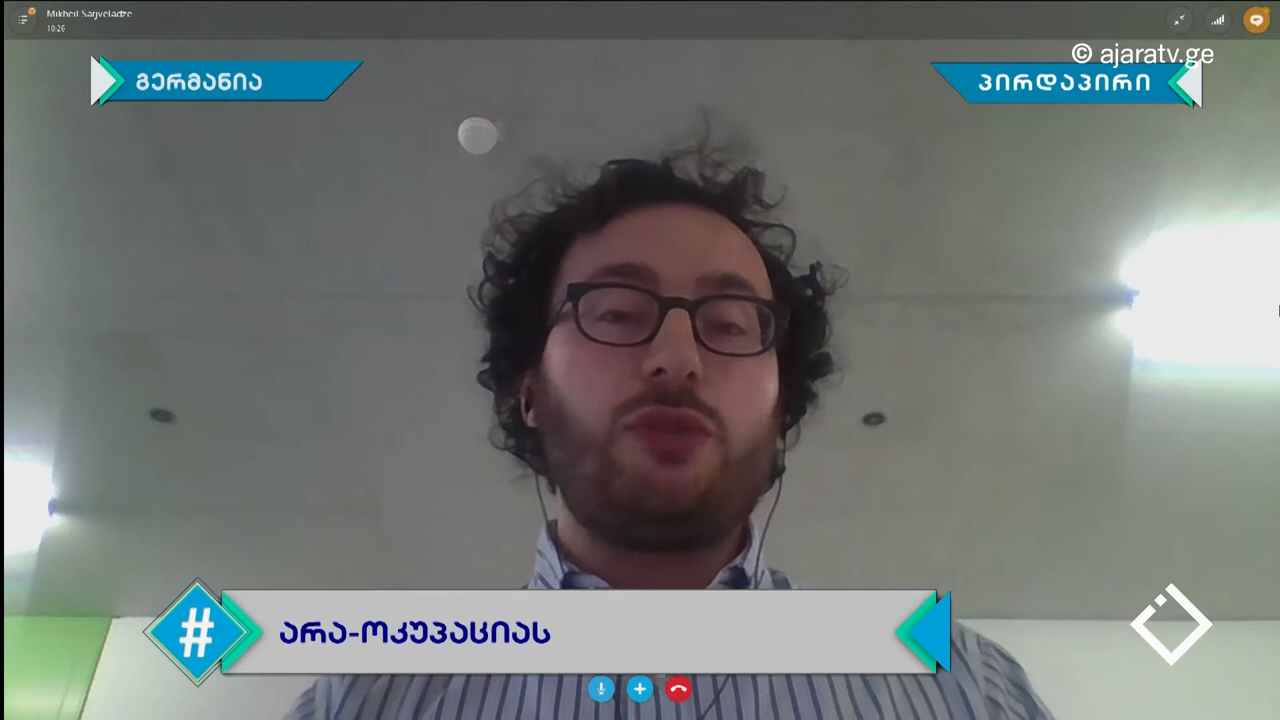 Mikheil Sarjveladze
10:26
© ajaratv.ge
გერმანია
პირდაპირი
#
არა-ოკუპაციას